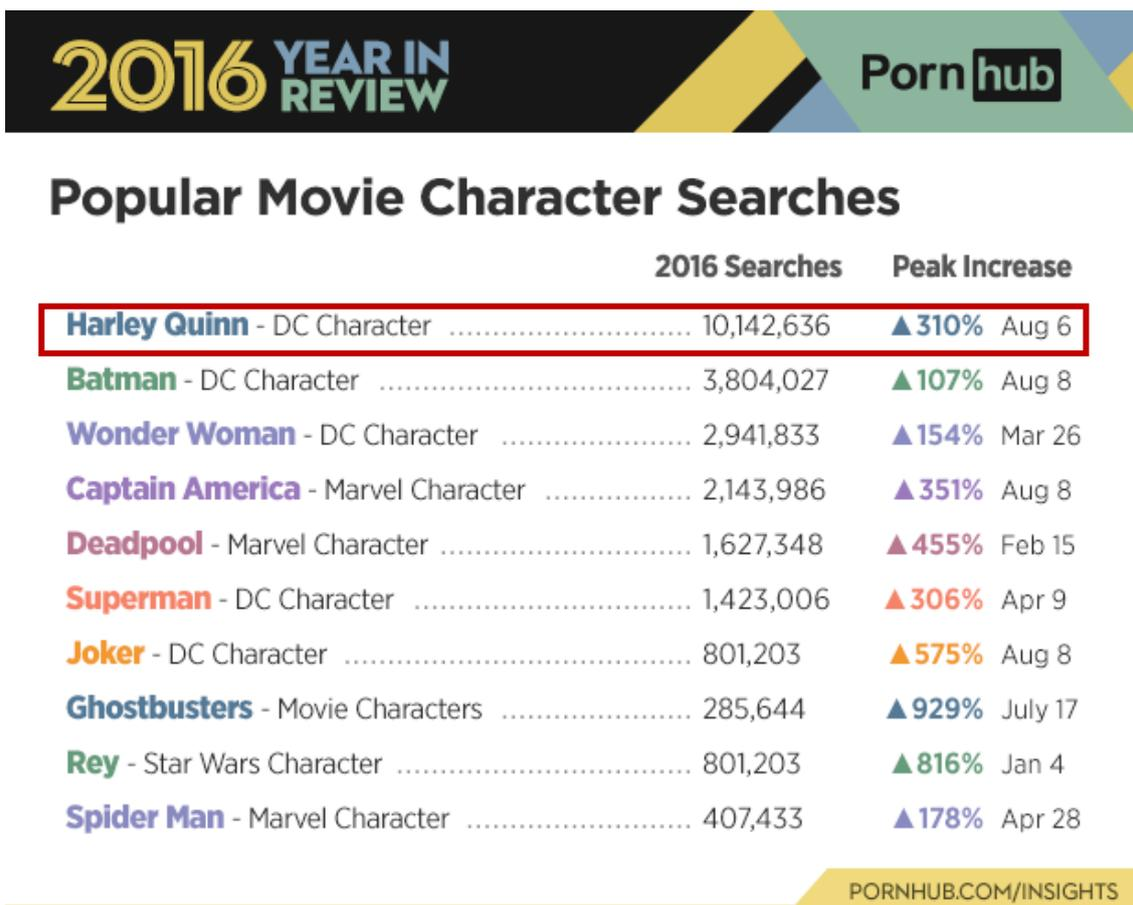 2016 YEAR IN REVIEW
Pornhub
Popular Movie Character Searches
2016 Searches Peak Increase
Harley Quinn - DC Character ........................... 10,142,636 ▲310% Aug 6
Batman - DC Character ................................... 3,804,027 ▲107% Aug 8
Wonder Woman - DC Character ..................... 2,941,833 ▲154% Mar 26
Captain America - Marvel Character ................ 2,143,986 ▲351% Aug 8
Deadpool - Marvel Character ............................ 1,627,348 ▲455% Feb 15
Superman - DC Character ............................... 1,423,006 ▲306% Apr 9
Joker - DC Character ....................................... 801,203 ▲575% Aug 8
Ghostbusters - Movie Characters ..................... 285,644 ▲929% July 17
Rey - Star Wars Character ................................. 801,203 ▲816% Jan 4
Spider Man - Marvel Character ......................... 407,433 ▲178% Apr 28
PORNHUB.COM/INSIGHTS